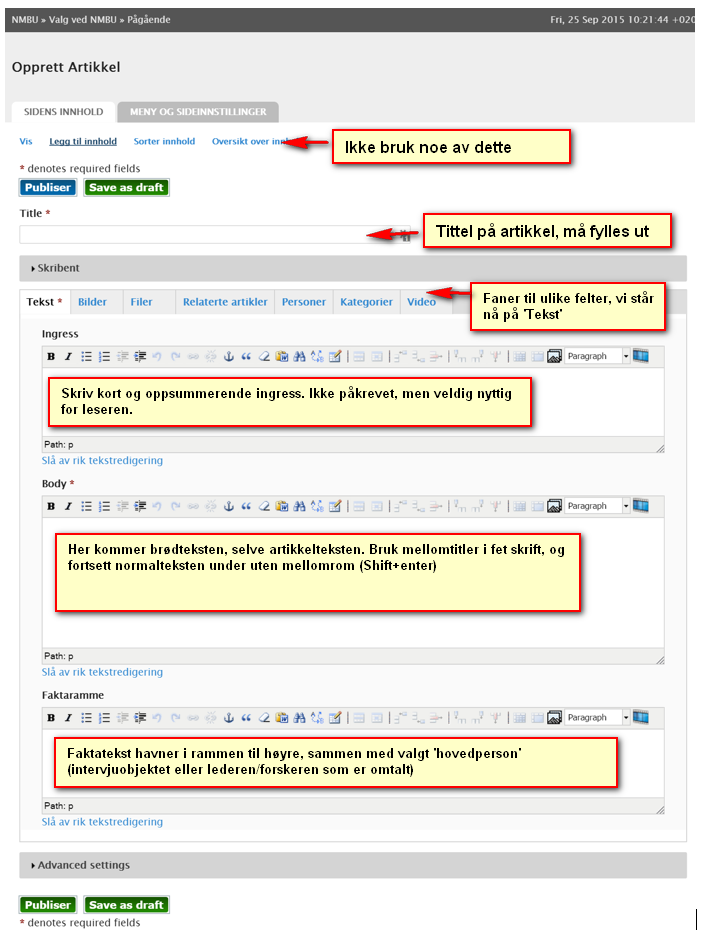 NMBU » Valg ved NMBU » Pågående Fri, 25 Sep 2015 10:21:44 +020
Opprett Artikkel
SIDENS INNHOLD MENY OG SIDEINNSTILLINGER
Vis Legg til innhold Sorter innhold Oversikt over
Ikke bruk noe av dette
* denotes required fields
Publiser Save as draft
Title *
Tittel på artikkel, må fylles ut
Skribent
Tekst * Bilder Filer Relaterte artikler Personer Kategorier Video
Faner til ulike felter, vi står
nå på 'Tekst'
Ingress
B I Paragraph
Skriv kort og oppsummerende ingress. Ikke påkrevet, men veldig nyttig
for leseren.
Path: p
Slå av rik tekstredigering
Body *
B I Paragraph
Her kommer brødteksten, selve artikkelteksten. Bruk mellomtitler i fet skrift, og
fortsett normalteksten under uten mellomrom (Shift+enter)
Path: p
Slå av rik tekstredigering
Faktaramme
B I Paragraph
Faktatekst havner i rammen til høyre, sammen med valgt 'hovedperson'
(intervjuobjektet eller lederen/forskeren som er omtalt)
Path: p
Slå av rik tekstredigering
Advanced settings
Publiser Save as draft
* denotes required fields